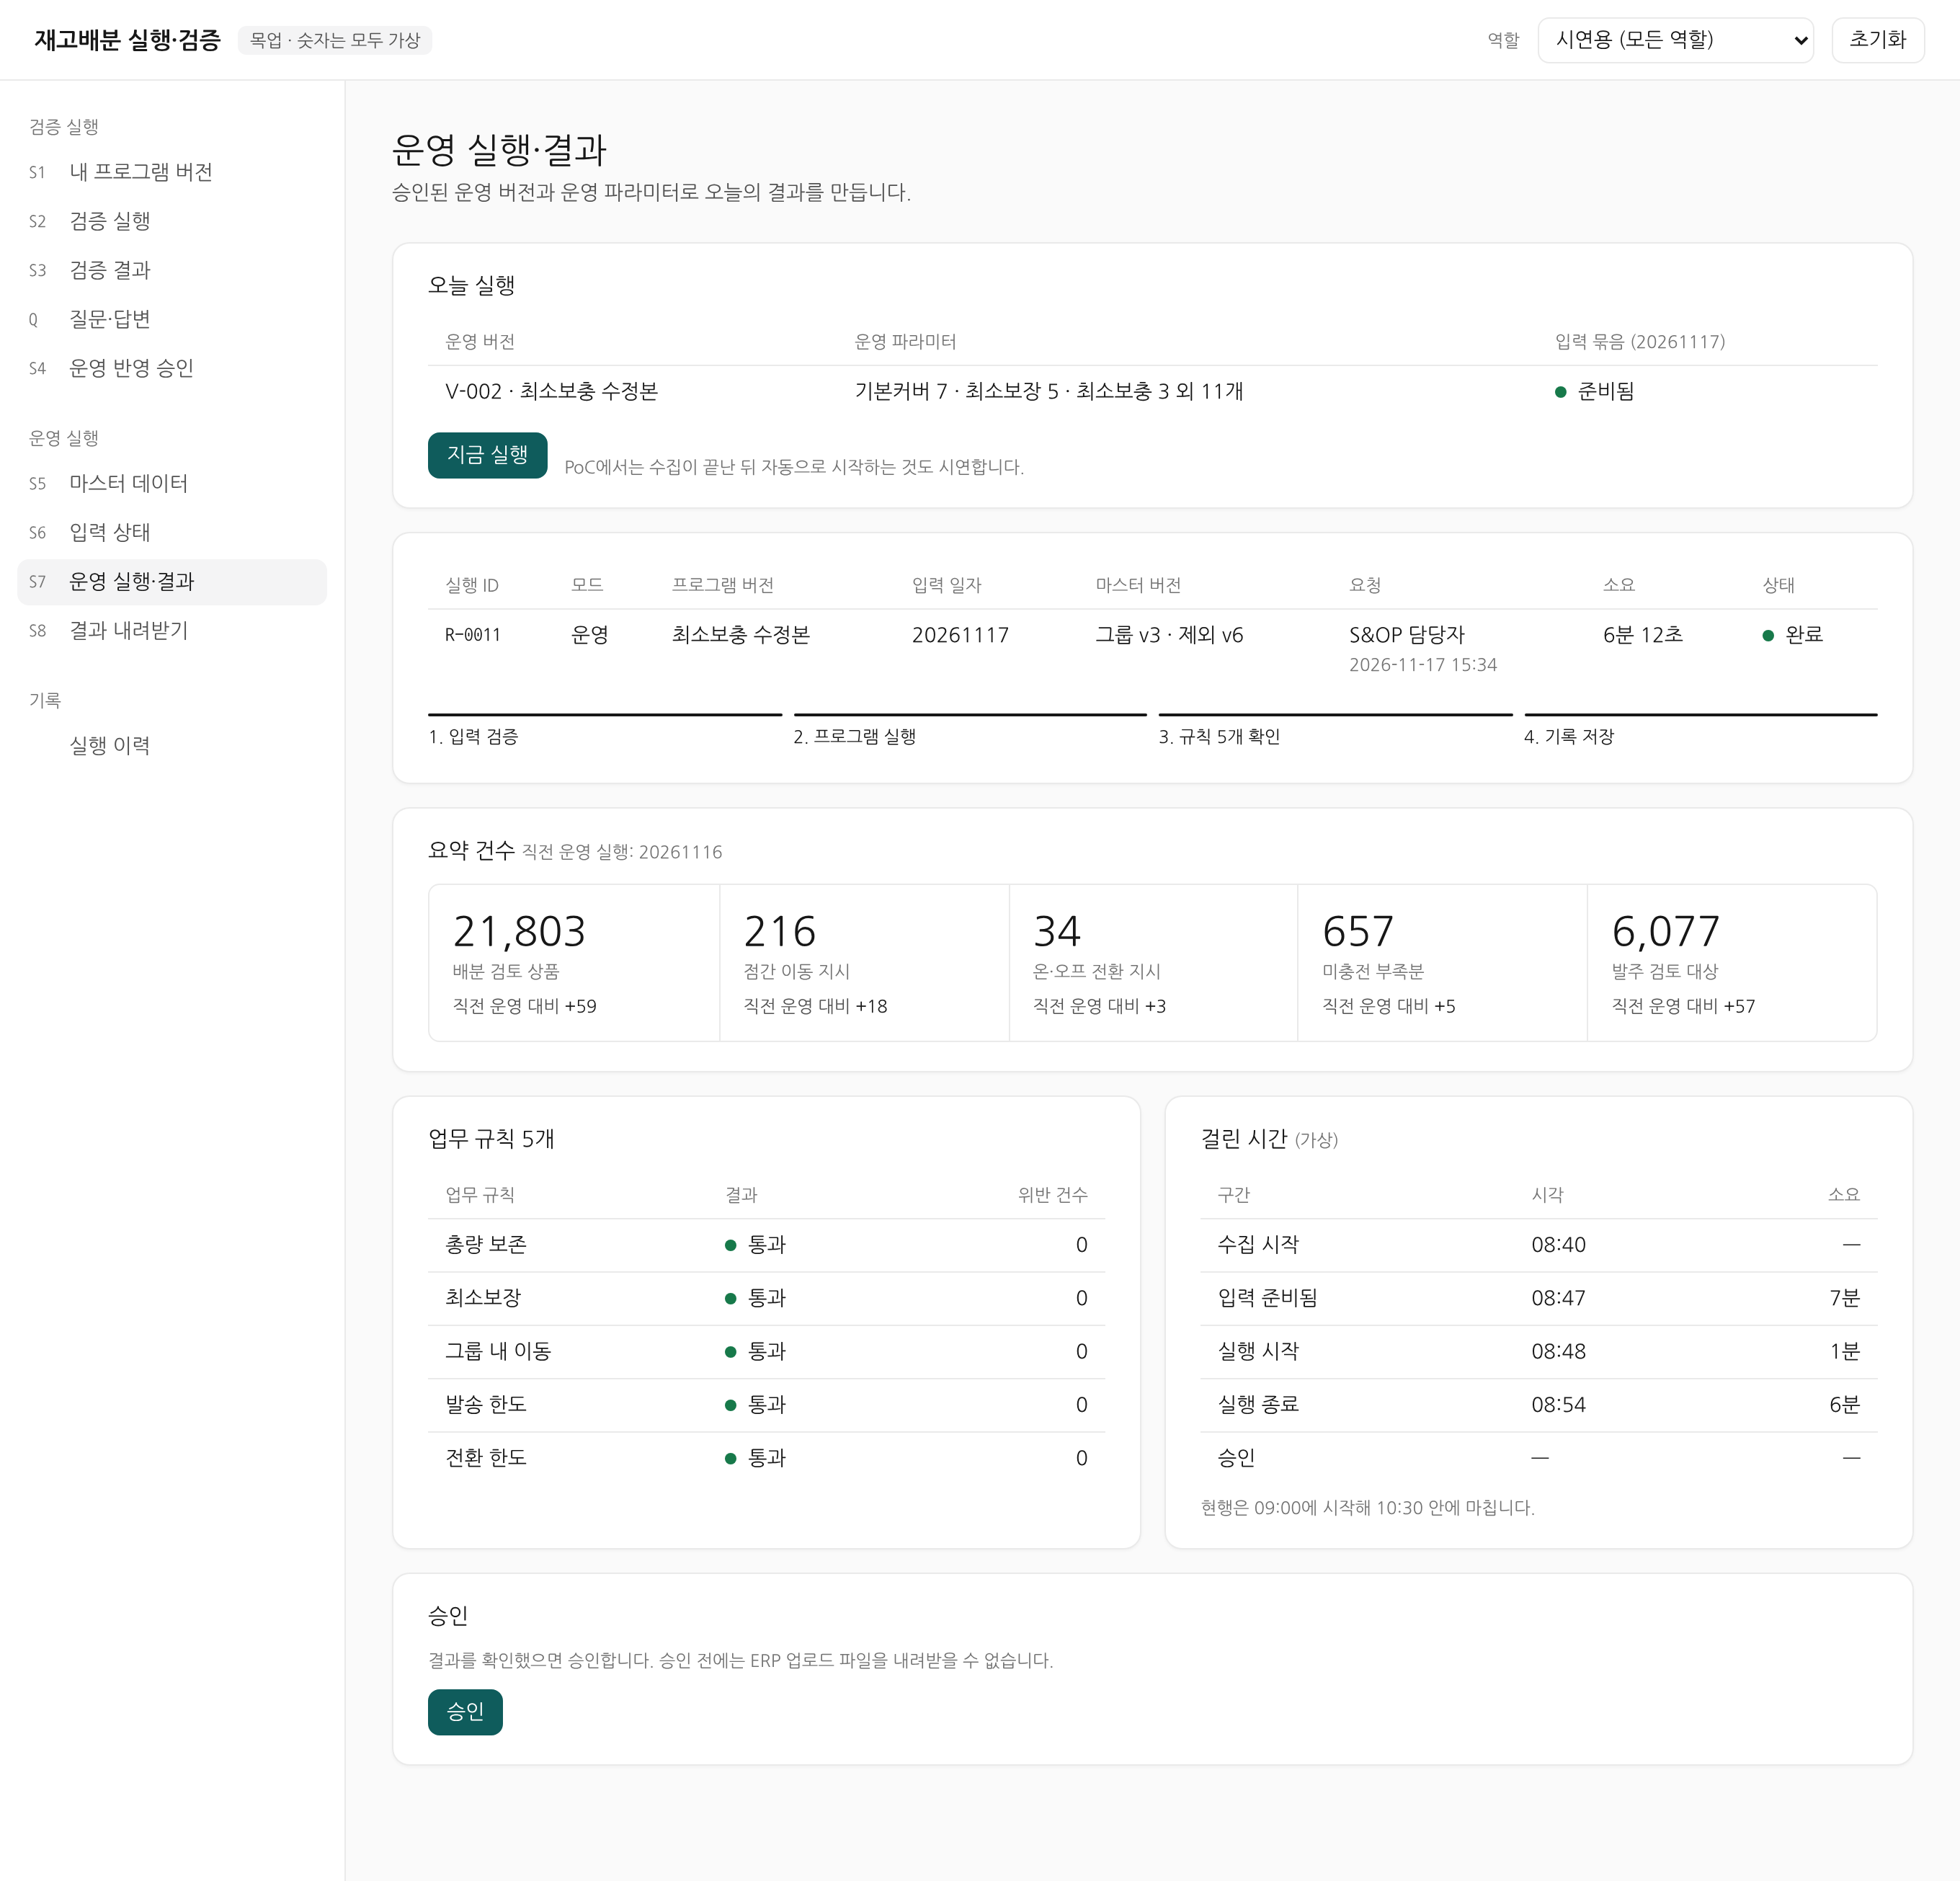 재고배분 실행·검증 목업 · 숫자는 모두 가상 역할 시연용 (모든 역할) 초기화
검증 실행
S1 내 프로그램 버전
S2 검증 실행
S3 검증 결과
Q 질문·답변
S4 운영 반영 승인
운영 실행
S5 마스터 데이터
S6 입력 상태
S7 운영 실행·결과
S8 결과 내려받기
기록
실행 이력
운영 실행·결과
승인된 운영 버전과 운영 파라미터로 오늘의 결과를 만듭니다.
오늘 실행
운영 버전 운영 파라미터 입력 묶음 (20261117)
V-002 · 최소보충 수정본 기본커버 7 · 최소보장 5 · 최소보충 3 외 11개 준비됨
지금 실행 PoC에서는 수집이 끝난 뒤 자동으로 시작하는 것도 시연합니다.
실행 ID 모드 프로그램 버전 입력 일자 마스터 버전 요청 소요 상태
R-0011 운영 최소보충 수정본 20261117 그룹 v3 · 제외 v6 S&OP 담당자 6분 12초 완료
2026-11-17 15:34
1. 입력 검증 2. 프로그램 실행 3. 규칙 5개 확인 4. 기록 저장
요약 건수 직전 운영 실행: 20261116
21,803 216 34 657 6,077
배분 검토 상품 점간 이동 지시 온·오프 전환 지시 미충전 부족분 발주 검토 대상
직전 운영 대비 +59 직전 운영 대비 +18 직전 운영 대비 +3 직전 운영 대비 +5 직전 운영 대비 +57
업무 규칙 5개
업무 규칙 결과 위반 건수
총량 보존 통과 0
최소보장 통과 0
그룹 내 이동 통과 0
발송 한도 통과 0
전환 한도 통과 0
걸린 시간 (가상)
구간 시각 소요
수집 시작 08:40 —
입력 준비됨 08:47 7분
실행 시작 08:48 1분
실행 종료 08:54 6분
승인 — —
현행은 09:00에 시작해 10:30 안에 마칩니다.
승인
결과를 확인했으면 승인합니다. 승인 전에는 ERP 업로드 파일을 내려받을 수 없습니다.
승인